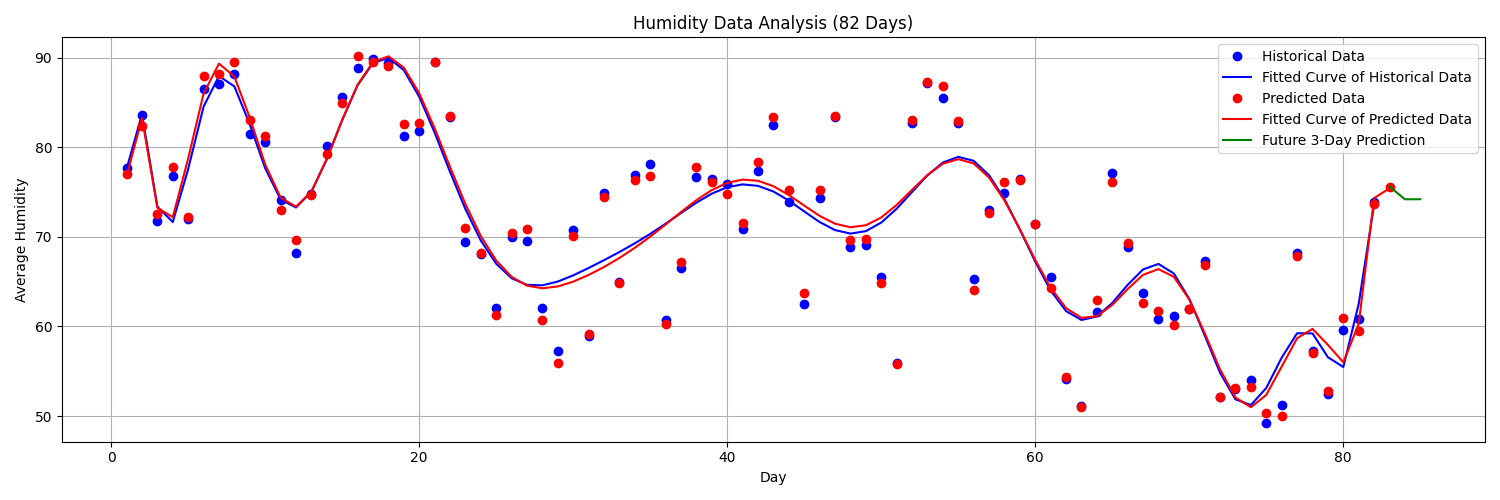 Humidity Data Analysis (82 Days)
Historical Data
Fitted Curve of Historical Data
Predicted Data
Fitted Curve of Predicted Data
Future 3-Day Prediction
Average Humidity
90
80
70
60
50
0 20 40 60 80
Day